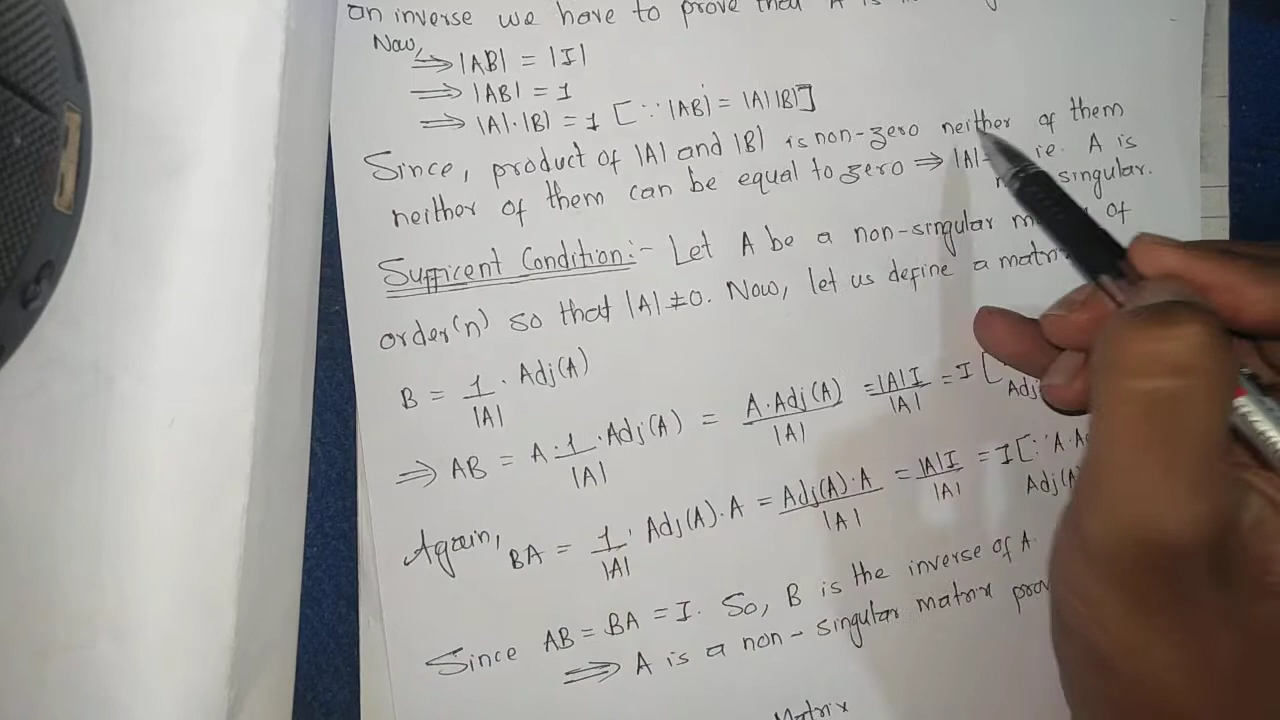 on inverse we have to prove that A is
Now,
⟹ |AB| = |I|
⟹ |AB| = 1
⟹ |A|·|B| = 1 [∵ |AB| = |A||B|]
Since, product of |A| and |B| is non-zero neither of them
neither of them can be equal to zero ⟹ |A| ie. A is
singular.
Sufficent Condition:- Let A be a non-singular of
order(n) so that |A| ≠ 0. Now, let us define a
B = 1/|A| · Adj(A)
⟹ AB = A · 1/|A| · Adj(A) = A·Adj(A)/|A| = |A|I/|A| = I [
Again, BA = 1/|A| · Adj(A)·A = Adj(A)·A/|A| = |A|I/|A| = I [∵
Adj(A)
Since AB = BA = I. So, B is the inverse of A.
⟹ A is a non-singular matrix
Matrix